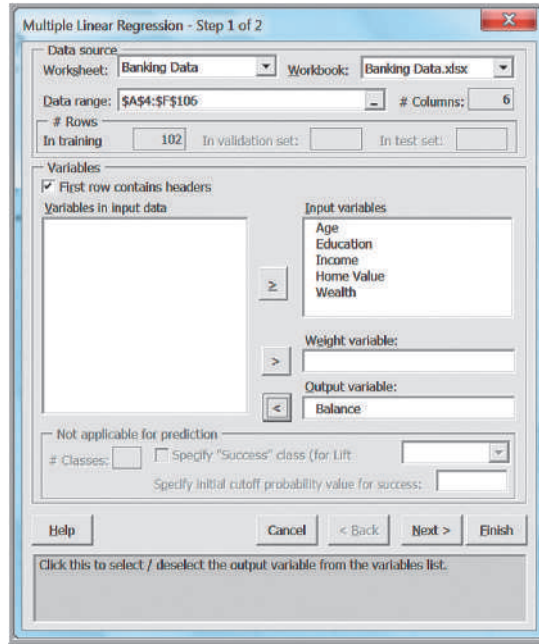 Multiple Linear Regression - Step 1 of 2
Data source
Worksheet: Banking Data Workbook: Banking Data.xlsx
Data range: $A$4:$F$106 # Columns: 6
# Rows
In training 102 In validation set: In test set:
Variables
First row contains headers
Variables in input data Input variables
Age
Education
Income
Home Value
Wealth
≥
Weight variable:
>
Output variable:
< Balance
Not applicable for prediction
# Classes: Specify "Success" class (for Lift
Specify initial cutoff probability value for success:
Help Cancel < Back Next > Finish
Click this to select / deselect the output variable from the variables list.